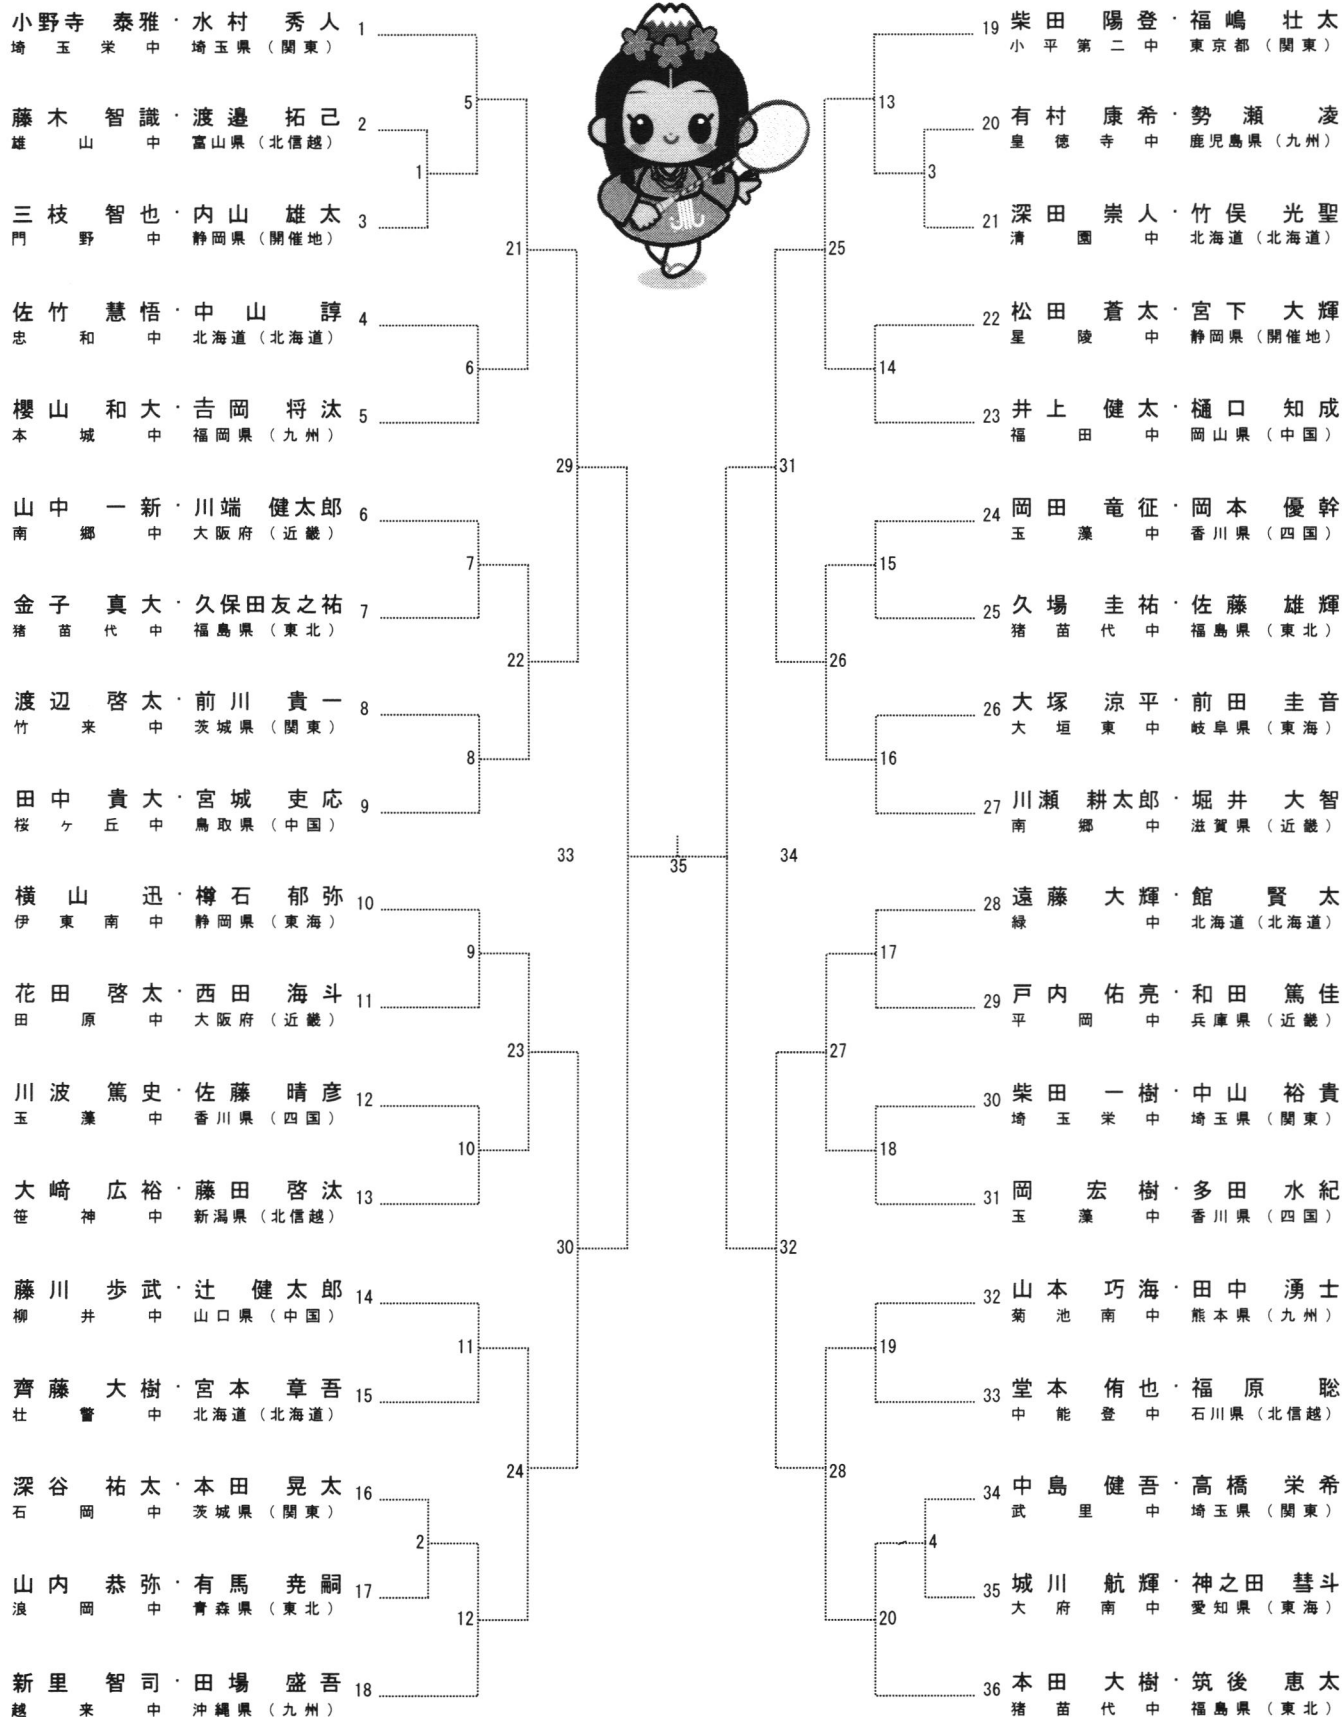 小野寺 泰雅・水村 秀人 1
埼玉栄中 埼玉県(関東)
藤木 智識・渡邉 拓己 2
雄山中 富山県(北信越)
三枝 智也・内山 雄太 3
門野中 静岡県(開催地)
佐竹 慧悟・中山 諄 4
忠和中 北海道(北海道)
櫻山 和大・吉岡 将汰 5
本城中 福岡県(九州)
山中 一新・川端 健太郎 6
南郷中 大阪府(近畿)
金子 真大・久保田友之祐 7
猪苗代中 福島県(東北)
渡辺 啓太・前川 貴一 8
竹来中 茨城県(関東)
田中 貴大・宮城 吏応 9
桜ヶ丘中 鳥取県(中国)
横山 迅・樽石 郁弥 10
伊東南中 静岡県(東海)
花田 啓太・西田 海斗 11
田原中 大阪府(近畿)
川波 篤史・佐藤 晴彦 12
玉藻中 香川県(四国)
大﨑 広裕・藤田 啓汰 13
笹神中 新潟県(北信越)
藤川 歩武・辻 健太郎 14
柳井中 山口県(中国)
齊藤 大樹・宮本 章吾 15
壮瞥中 北海道(北海道)
深谷 祐太・本田 晃太 16
石岡中 茨城県(関東)
山内 恭弥・有馬 尭嗣 17
浪岡中 青森県(東北)
新里 智司・田場 盛吾 18
越来中 沖縄県(九州)
1
2
5
6
7
8
9
10
11
12
21
22
23
24
29
30
33
35
34
31
32
25
26
27
28
13
14
15
16
17
18
19
20
3
4
19 柴田 陽登・福嶋 壮太
小平第二中 東京都(関東)
20 有村 康希・勢瀬 凌
皇徳寺中 鹿児島県(九州)
21 深田 崇人・竹俣 光聖
清園中 北海道(北海道)
22 松田 蒼太・宮下 大輝
星陵中 静岡県(開催地)
23 井上 健太・樋口 知成
福田中 岡山県(中国)
24 岡田 竜征・岡本 優幹
玉藻中 香川県(四国)
25 久場 圭祐・佐藤 雄輝
猪苗代中 福島県(東北)
26 大塚 涼平・前田 圭音
大垣東中 岐阜県(東海)
27 川瀬 耕太郎・堀井 大智
南郷中 滋賀県(近畿)
28 遠藤 大輝・館 賢太
緑中 北海道(北海道)
29 戸内 佑亮・和田 篤佳
平岡中 兵庫県(近畿)
30 柴田 一樹・中山 裕貴
埼玉栄中 埼玉県(関東)
31 岡 宏樹・多田 水紀
玉藻中 香川県(四国)
32 山本 巧海・田中 湧士
菊池南中 熊本県(九州)
33 堂本 侑也・福原 聡
中能登中 石川県(北信越)
34 中島 健吾・高橋 栄希
武里中 埼玉県(関東)
35 城川 航輝・神之田 彗斗
大府南中 愛知県(東海)
36 本田 大樹・筑後 恵太
猪苗代中 福島県(東北)